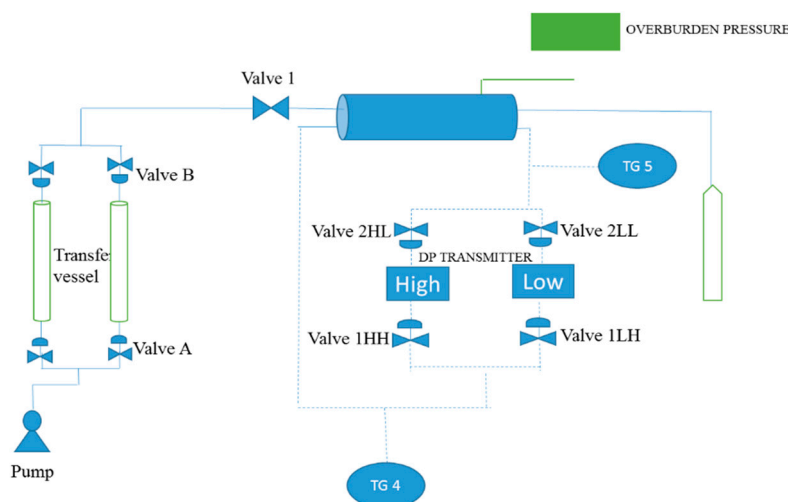 OVERBURDEN PRESSURE
Valve 1
Valve B
TG 5
Transfe
vessel
Valve 2HL
Valve 2LL
DP TRANSMITTER
High
Low
Valve 1HH
Valve 1LH
Valve A
Pump
TG 4